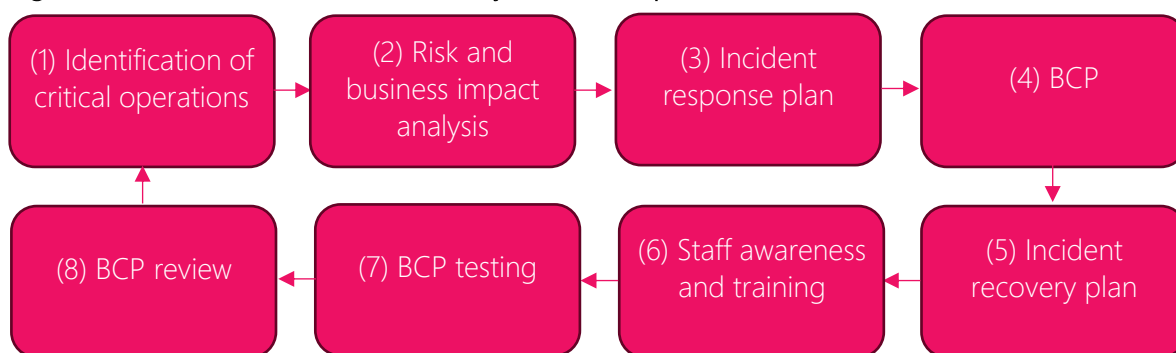 (1) Identification of
critical operations
(2) Risk and
business impact
analysis
(3) Incident
response plan
(4) BCP
(5) Incident
recovery plan
(6) Staff awareness
and training
(7) BCP testing
(8) BCP review